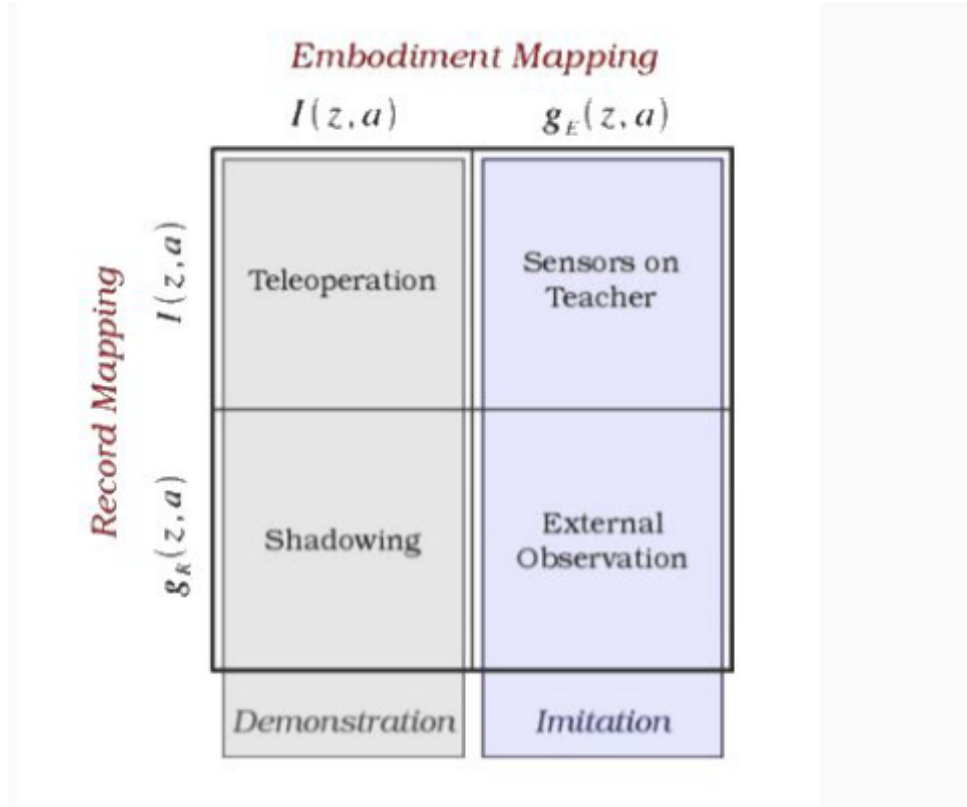 Embodiment Mapping
I(z,a) g_E(z,a)
Record Mapping
I(z,a)
Teleoperation
Sensors on
Teacher
g_R(z,a)
Shadowing
External
Observation
Demonstration Imitation